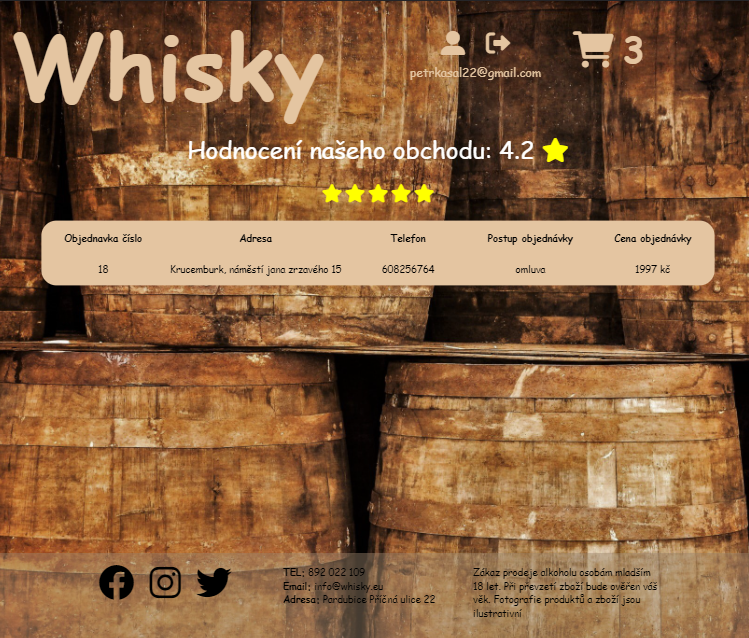 Whisky
petrkasal22@gmail.com
3
Hodnocení našeho obchodu: 4.2
Objednavka číslo Adresa Telefon Postup objednávky Cena objednávky
18 Krucemburk, náměstí jana zrzavého 15 608256764 omluva 1997 kč
TEL: 892 022 109
Email: info@whisky.eu
Adresa: Pardubice Příčná ulice 22
Zákaz prodeje alkoholu osobám mladším
18 let. Při převzetí zboží bude ověřen váš
věk. Fotografie produktů a zboží jsou
ilustrativní